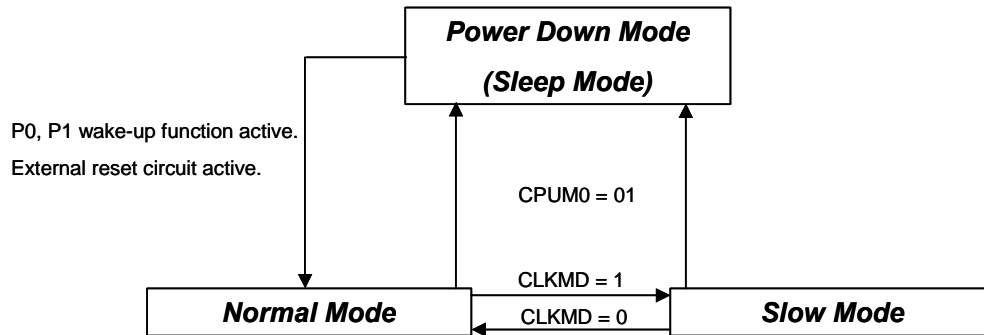 Power Down Mode
(Sleep Mode)
P0, P1 wake-up function active.
External reset circuit active.
CPUM0 = 01
CLKMD = 1
Normal Mode
Slow Mode
CLKMD = 0